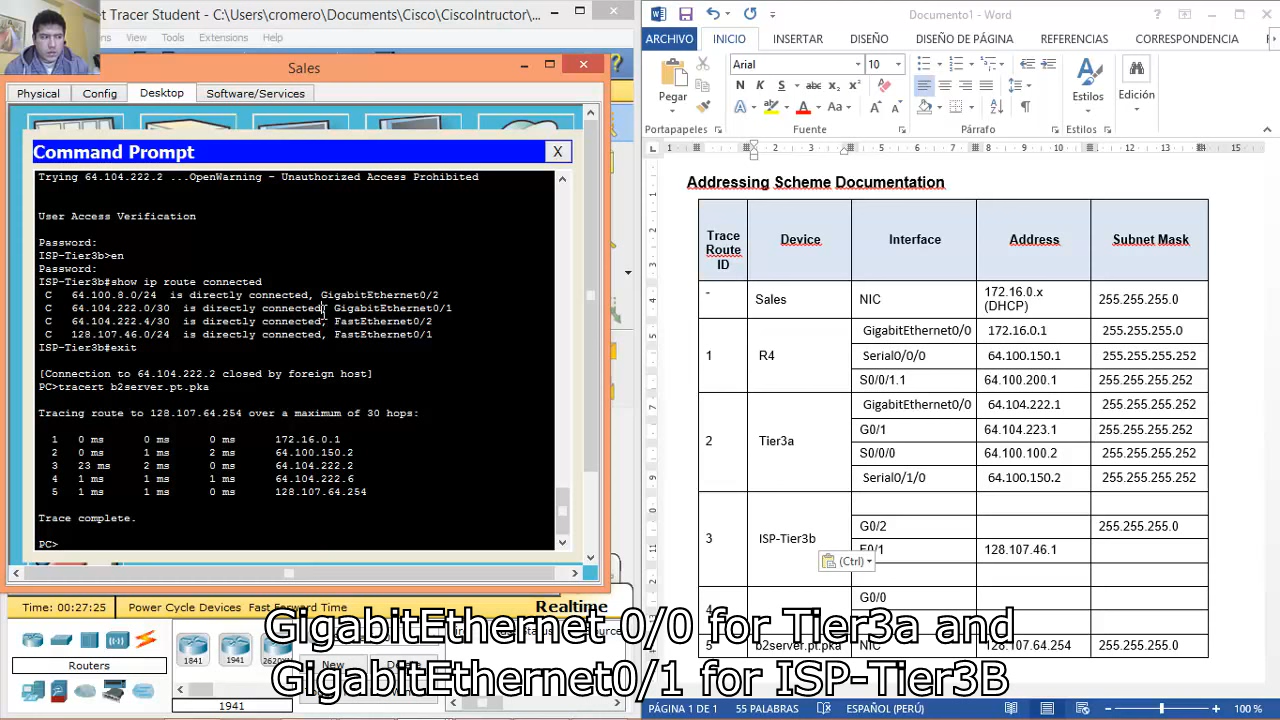 t Tracer Student - C:\Users\cromero\Documents\Cisco\CiscoIntructor\...
View Tools Extensions Help
Sales
Physical Config Desktop Software/Services
Command Prompt X
Trying 64.104.222.2 ...OpenWarning - Unauthorized Access Prohibited
User Access Verification
Password:
ISP-Tier3b>en
Password:
ISP-Tier3b#show ip route connected
C 64.100.8.0/24 is directly connected, GigabitEthernet0/2
C 64.104.222.0/30 is directly connected, GigabitEthernet0/1
C 64.104.222.4/30 is directly connected, FastEthernet0/2
C 128.107.46.0/24 is directly connected, FastEthernet0/1
ISP-Tier3b#exit
[Connection to 64.104.222.2 closed by foreign host]
PC>tracert b2server.pt.pka
Tracing route to 128.107.64.254 over a maximum of 30 hops:
1 0 ms 0 ms 0 ms 172.16.0.1
2 0 ms 1 ms 2 ms 64.100.150.2
3 23 ms 2 ms 0 ms 64.104.222.2
4 1 ms 1 ms 1 ms 64.104.222.6
5 1 ms 1 ms 0 ms 128.107.64.254
Trace complete.
PC>
Time: 00:27:25 Power Cycle Devices Fast Forward Time Realtime
Routers
1841 1941
New
1941
Documento1 - Word
ARCHIVO INICIO INSERTAR DISEÑO DISEÑO DE PÁGINA REFERENCIAS CORRESPONDENCIA
Arial 10
Pegar
Estilos Edición
Portapapeles Fuente Párrafo Estilos
Addressing Scheme Documentation
Trace Route ID Device Interface Address Subnet Mask
- Sales NIC 172.16.0.x (DHCP) 255.255.255.0
1 R4 GigabitEthernet0/0 172.16.0.1 255.255.255.0
Serial0/0/0 64.100.150.1 255.255.255.252
S0/0/1.1 64.100.200.1 255.255.255.252
2 Tier3a GigabitEthernet0/0 64.104.222.1 255.255.255.252
G0/1 64.104.223.1 255.255.255.252
S0/0/0 64.100.100.2 255.255.255.252
Serial0/1/0 64.100.150.2 255.255.255.252
3 ISP-Tier3b
G0/2 255.255.255.0
F0/1 128.107.46.1
(Ctrl)
4 G0/0
5 b2server.pt.pka NIC 128.107.64.254 255.255.255.0
GigabitEthernet 0/0 for Tier3a and
GigabitEthernet0/1 for ISP-Tier3B
PÁGINA 1 DE 1 55 PALABRAS ESPAÑOL (PERÚ) 100 %